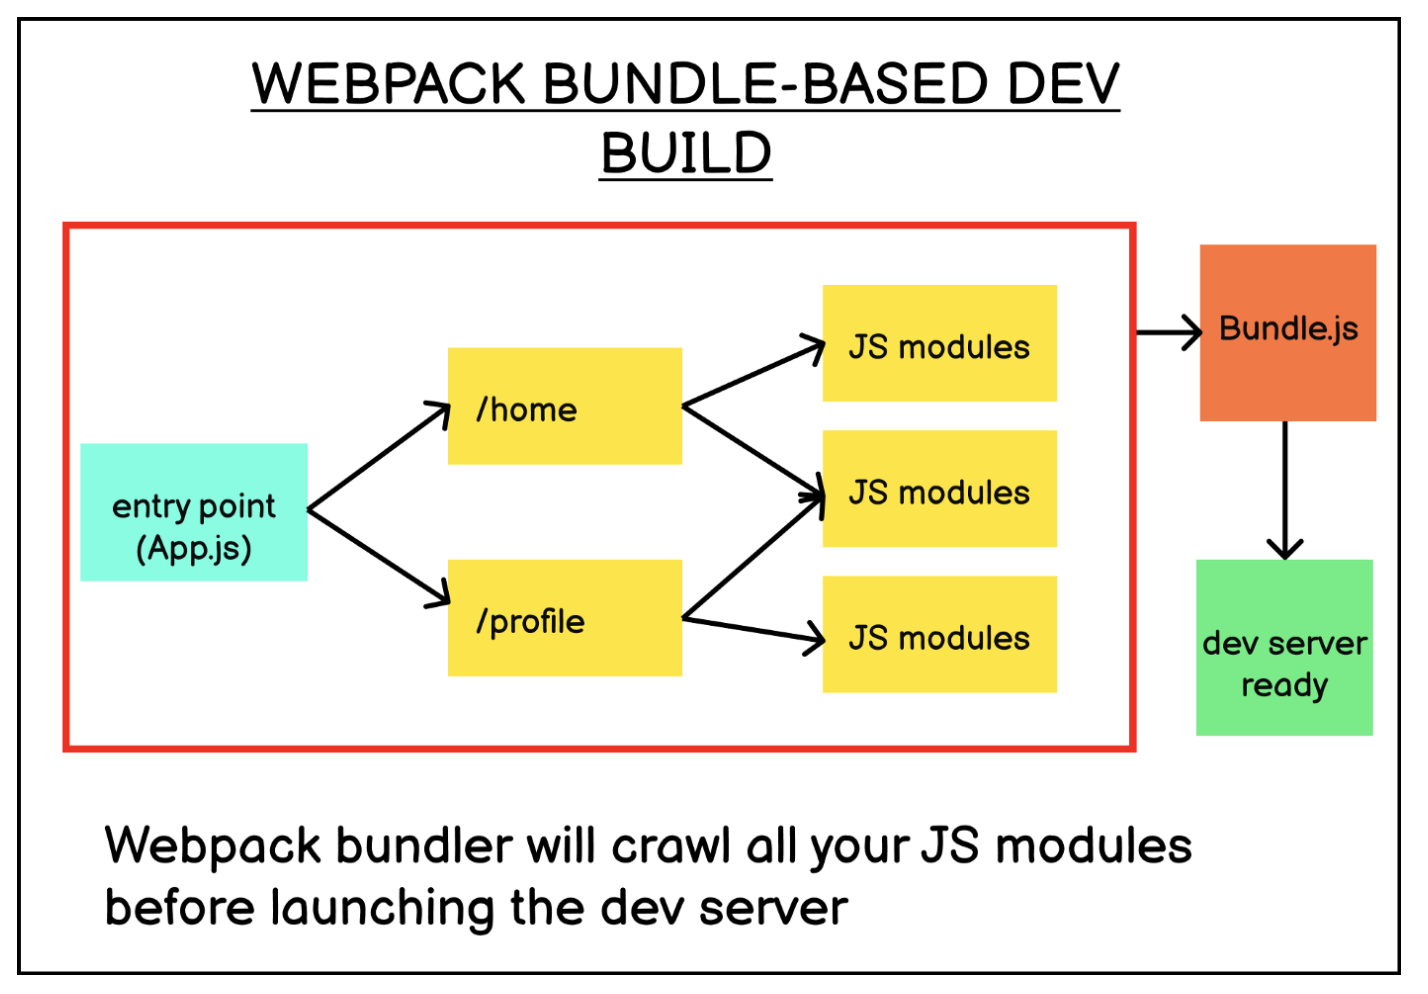 WEBPACK BUNDLE-BASED DEV
BUILD
entry point
(App.js)
/home
/profile
JS modules
JS modules
JS modules
Bundle.js
dev server
ready
Webpack bundler will crawl all your JS modules
before launching the dev server